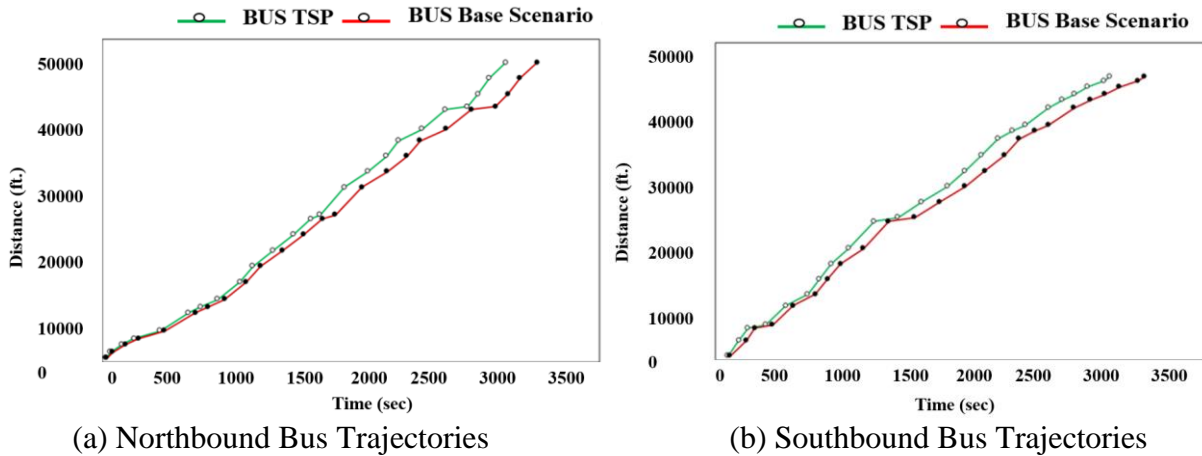 BUS TSP BUS Base Scenario
50000
40000
30000
20000
10000
0
Distance (ft.)
0 500 1000 1500 2000 2500 3000 3500
Time (sec)
(a) Northbound Bus Trajectories
BUS TSP BUS Base Scenario
50000
40000
30000
20000
10000
0
Distance (ft.)
0 500 1000 1500 2000 2500 3000 3500
Time (sec)
(b) Southbound Bus Trajectories